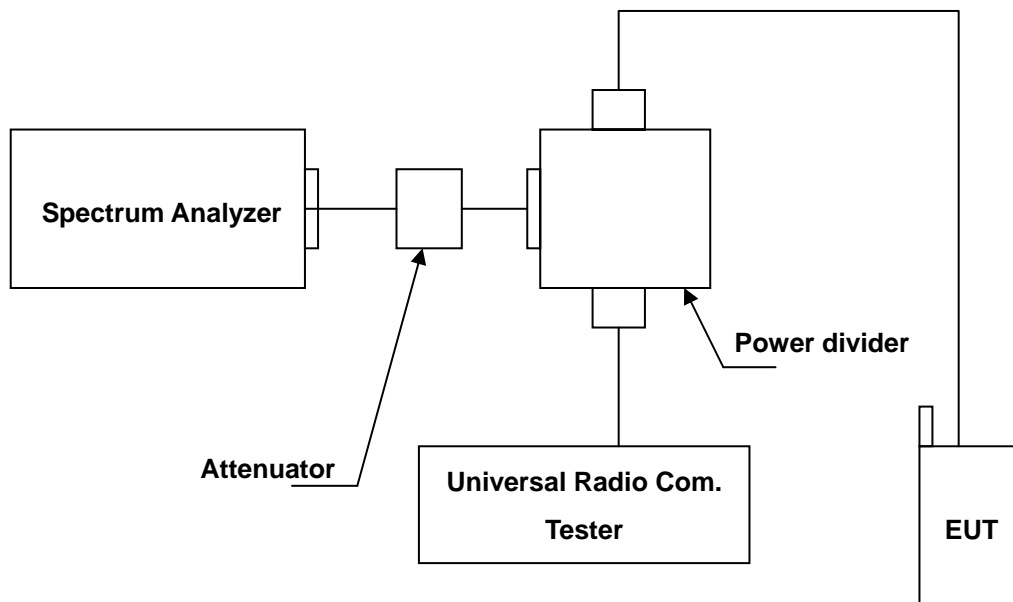 Spectrum Analyzer
Power divider
Attenuator
Universal Radio Com.
Tester
EUT